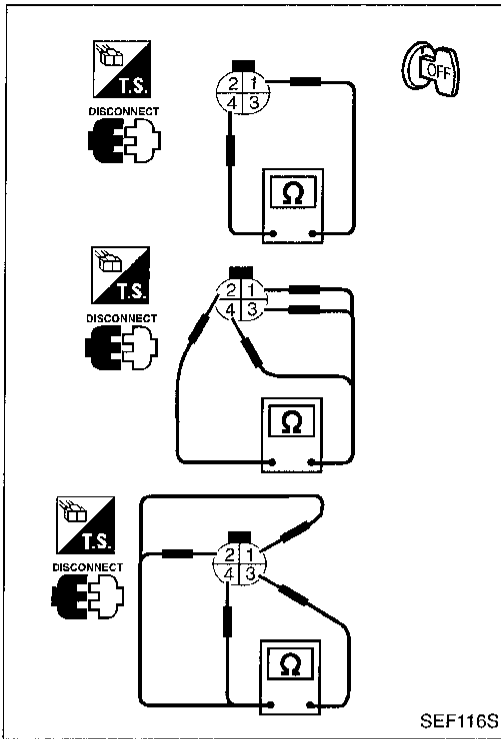 T.S.
DISCONNECT
2 1
4 3
Ω
OFF
T.S.
DISCONNECT
2 1
4 3
Ω
T.S.
DISCONNECT
2 1
4 3
Ω
SEF116S